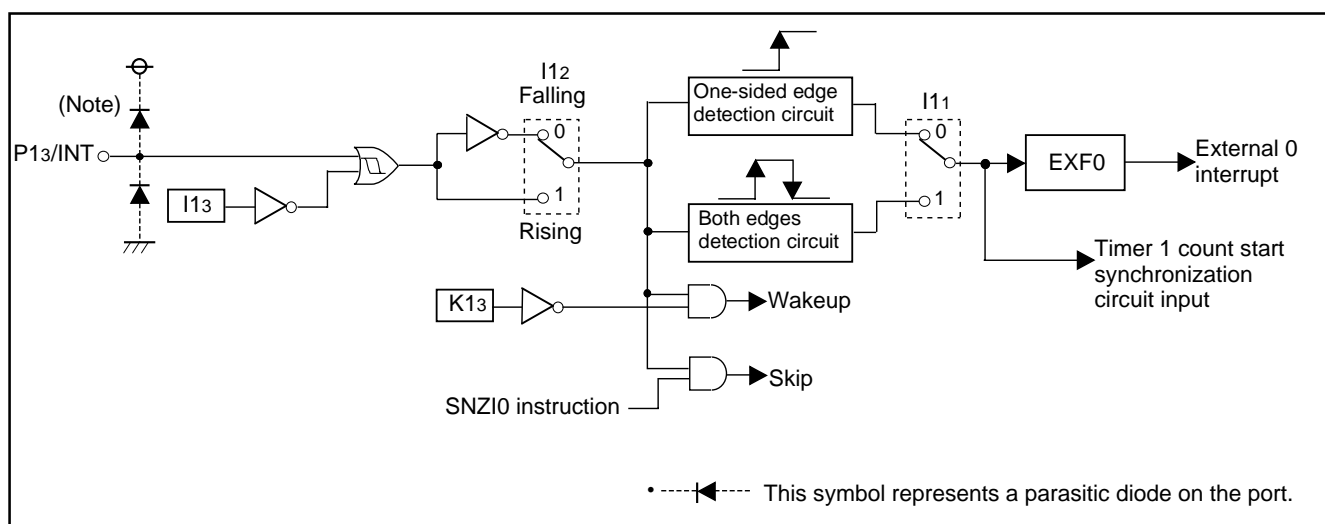 (Note)
P13/INT
I13
I12
Falling
0
1
Rising
One-sided edge
detection circuit
Both edges
detection circuit
I11
0
1
EXF0
External 0
interrupt
Timer 1 count start
synchronization
circuit input
K13
Wakeup
Skip
SNZI0 instruction
• This symbol represents a parasitic diode on the port.